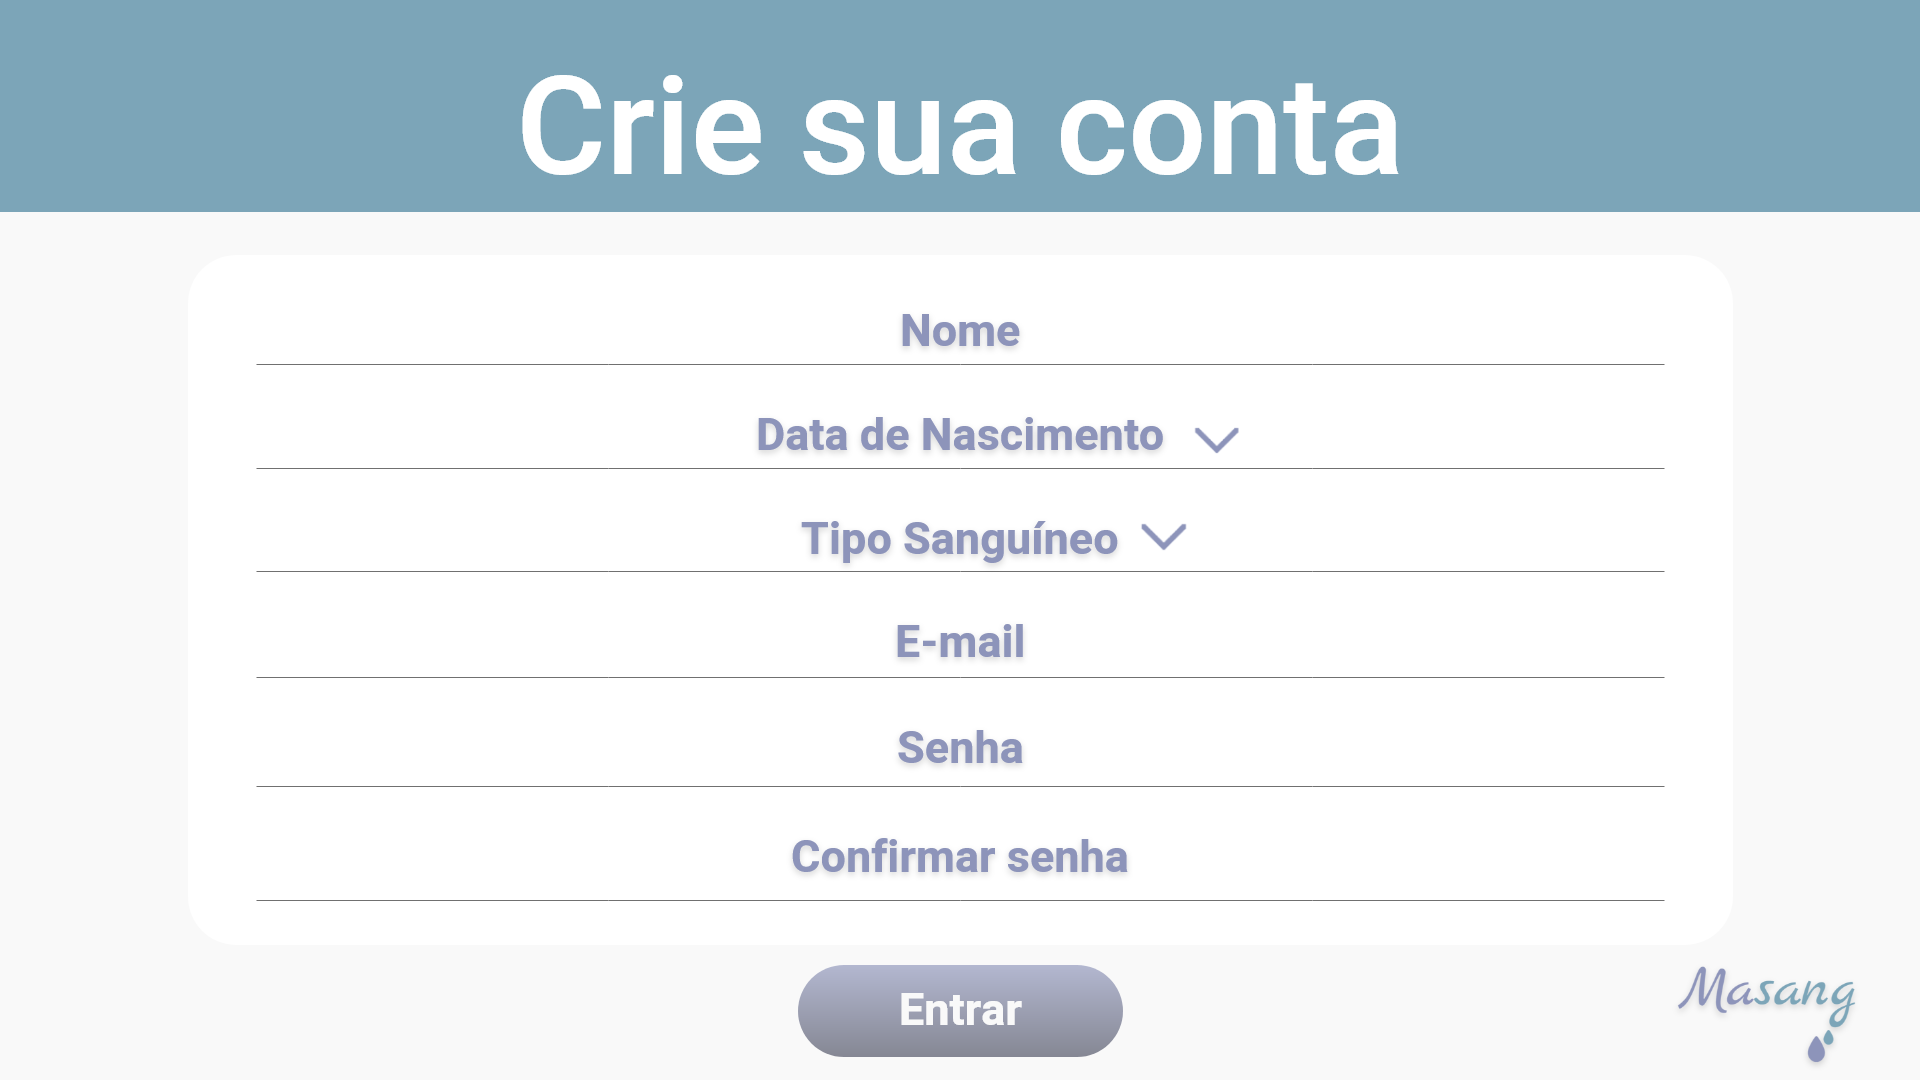 Crie sua conta
Nome
Data de Nascimento
Tipo Sanguíneo
E-mail
Senha
Confirmar senha
Entrar
Masang